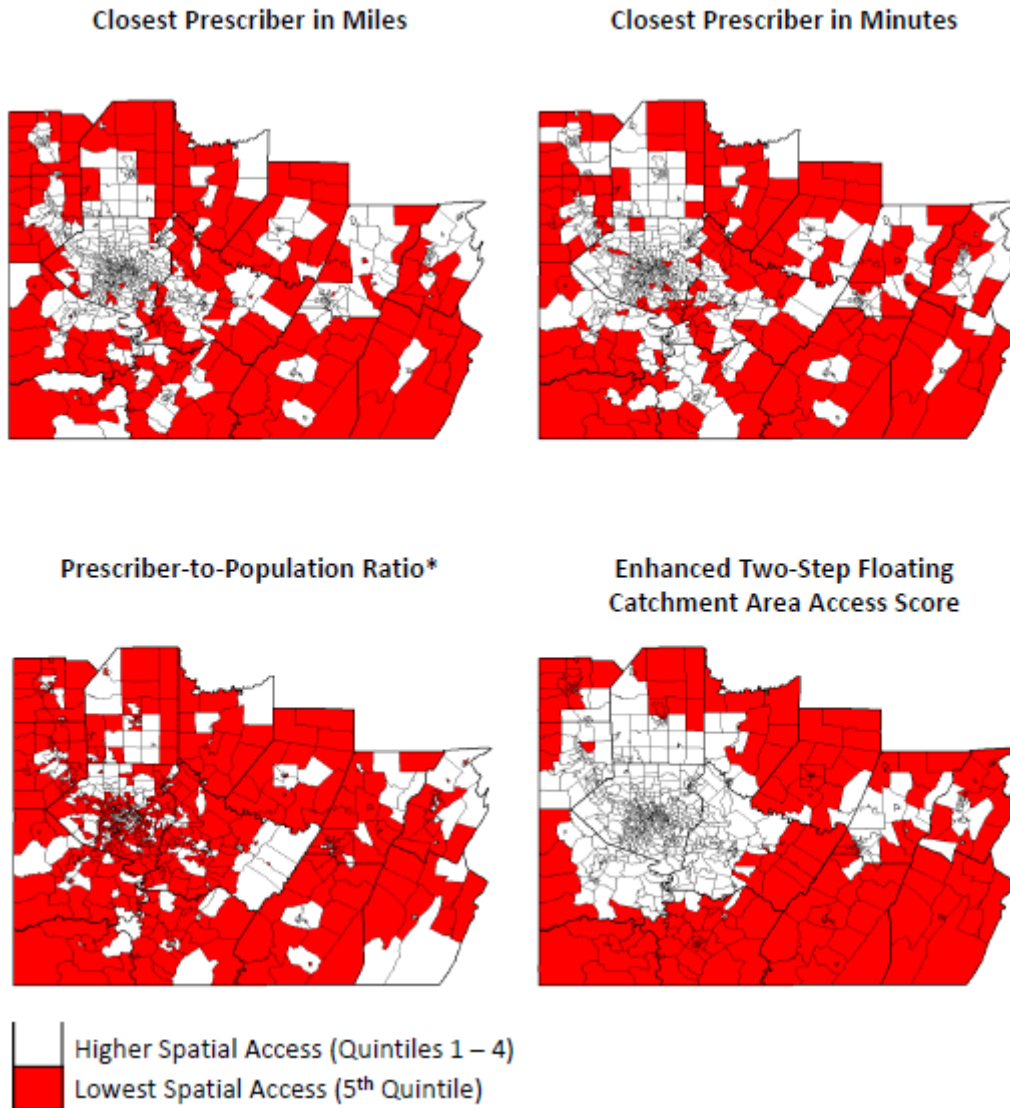 Closest Prescriber in Miles
Closest Prescriber in Minutes
Prescriber-to-Population Ratio*
Enhanced Two-Step Floating
Catchment Area Access Score
Higher Spatial Access (Quintiles 1 – 4)
Lowest Spatial Access (5th Quintile)